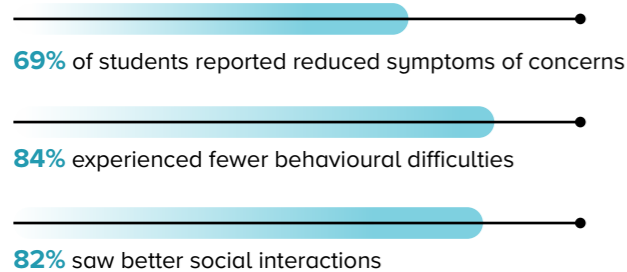 69% of students reported reduced symptoms of concerns
84% experienced fewer behavioural difficulties
82% saw better social interactions